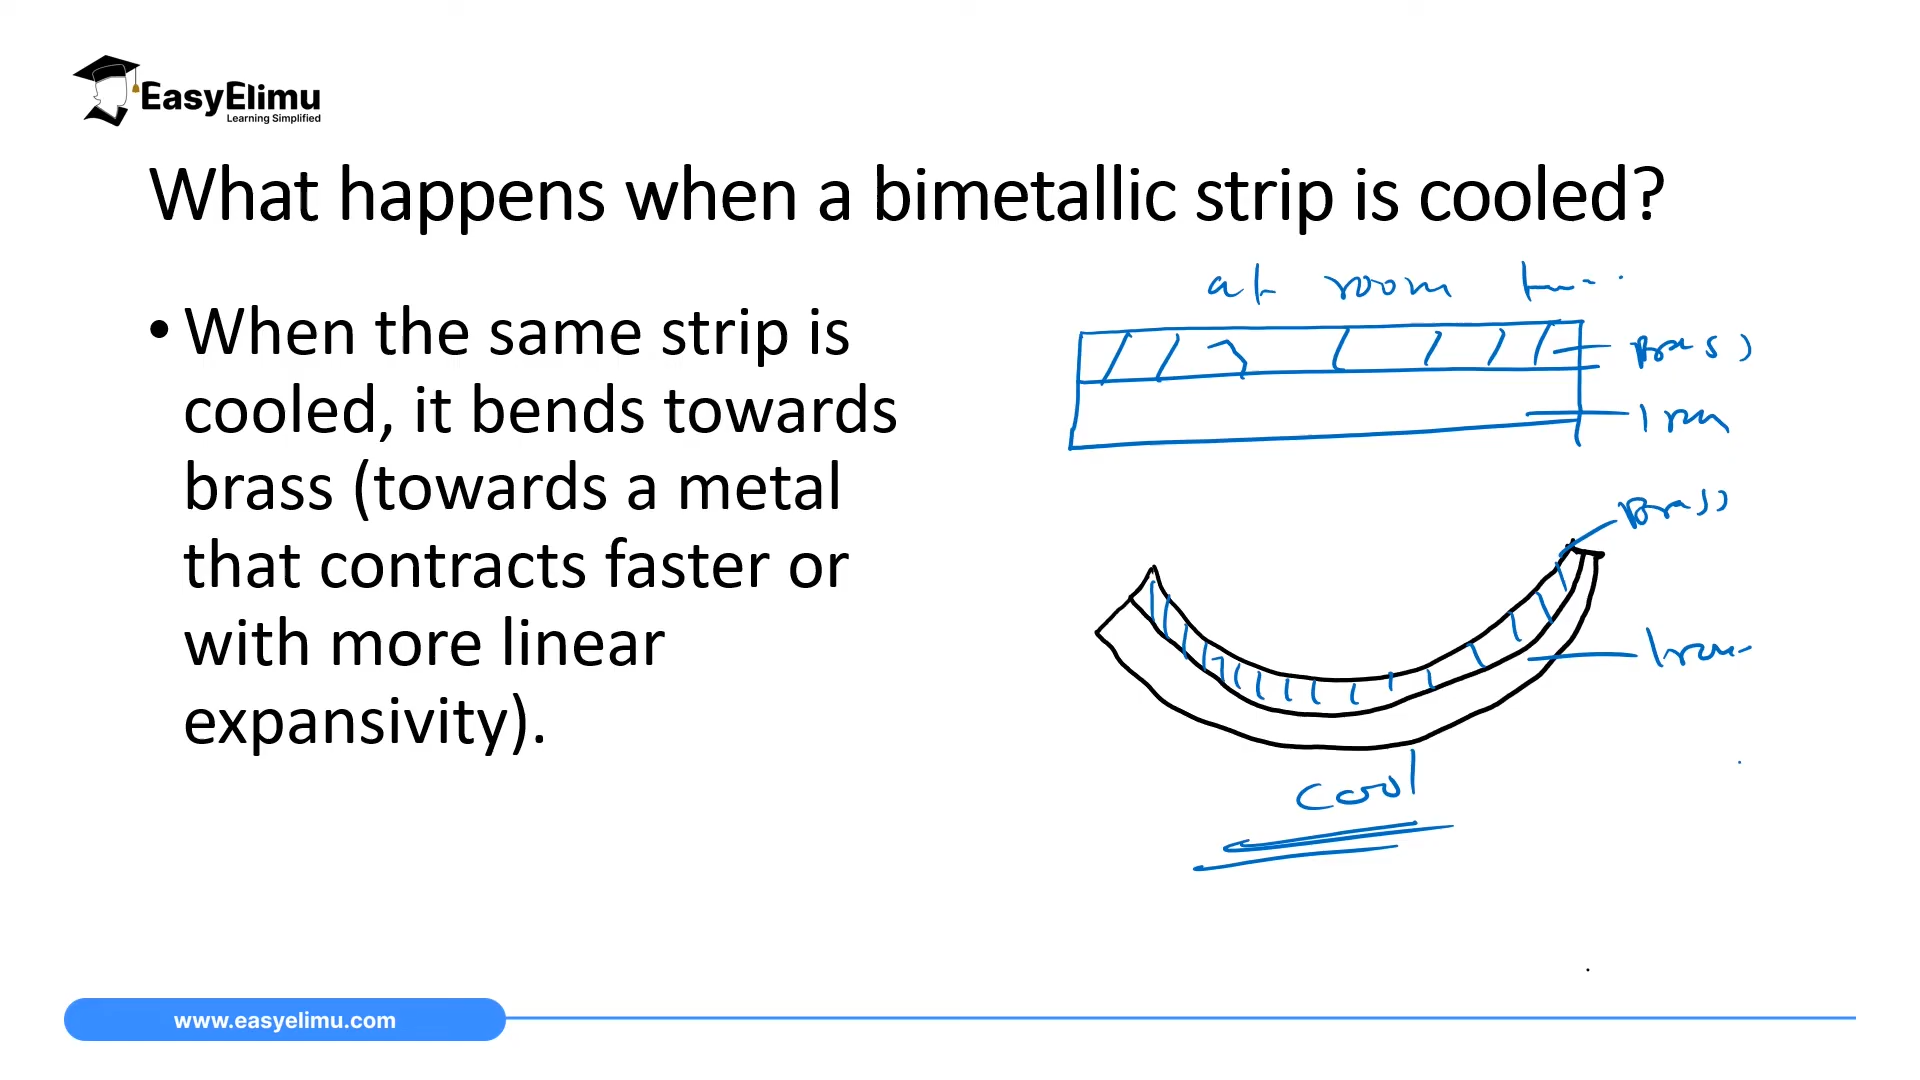 EasyElimu
Learning Simplified
What happens when a bimetallic strip is cooled?
• When the same strip is
cooled, it bends towards
brass (towards a metal
that contracts faster or
with more linear
expansivity).
at room
Brass
Iron
Brass
Iron
Cool
www.easyelimu.com